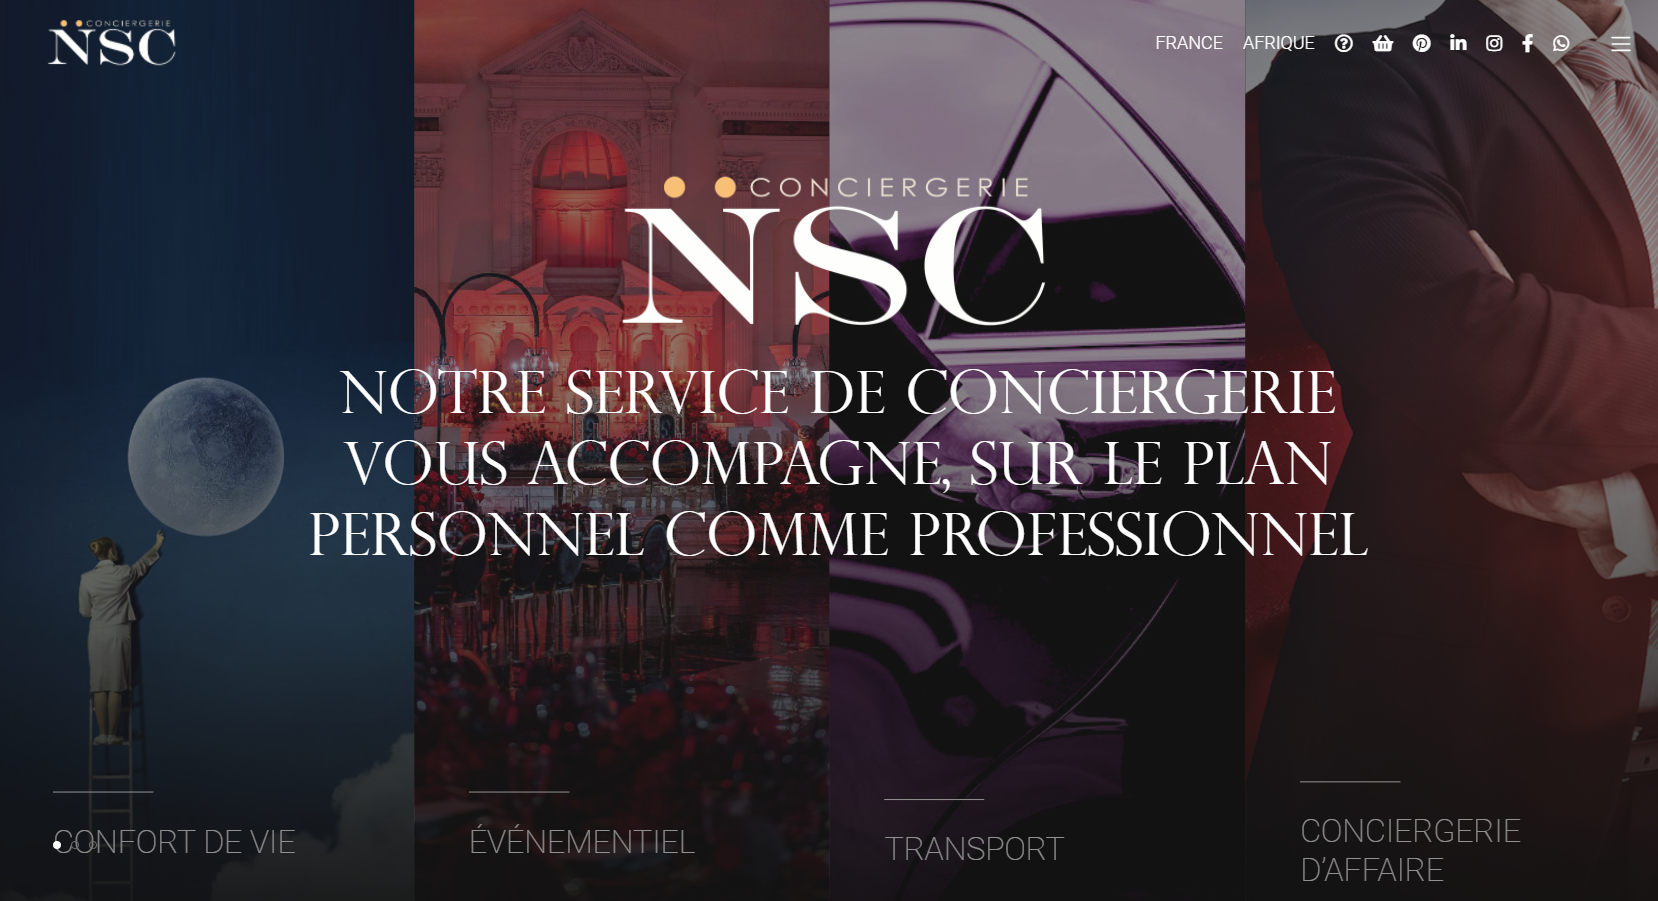 CONCIERGERIE
NSC
FRANCE AFRIQUE
CONCIERGERIE
NSC
NOTRE SERVICE DE CONCIERGERIE
VOUS ACCOMPAGNE, SUR LE PLAN
PERSONNEL COMME PROFESSIONNEL
CONFORT DE VIE
ÉVÉNEMENTIEL
TRANSPORT
CONCIERGERIE
D’AFFAIRE